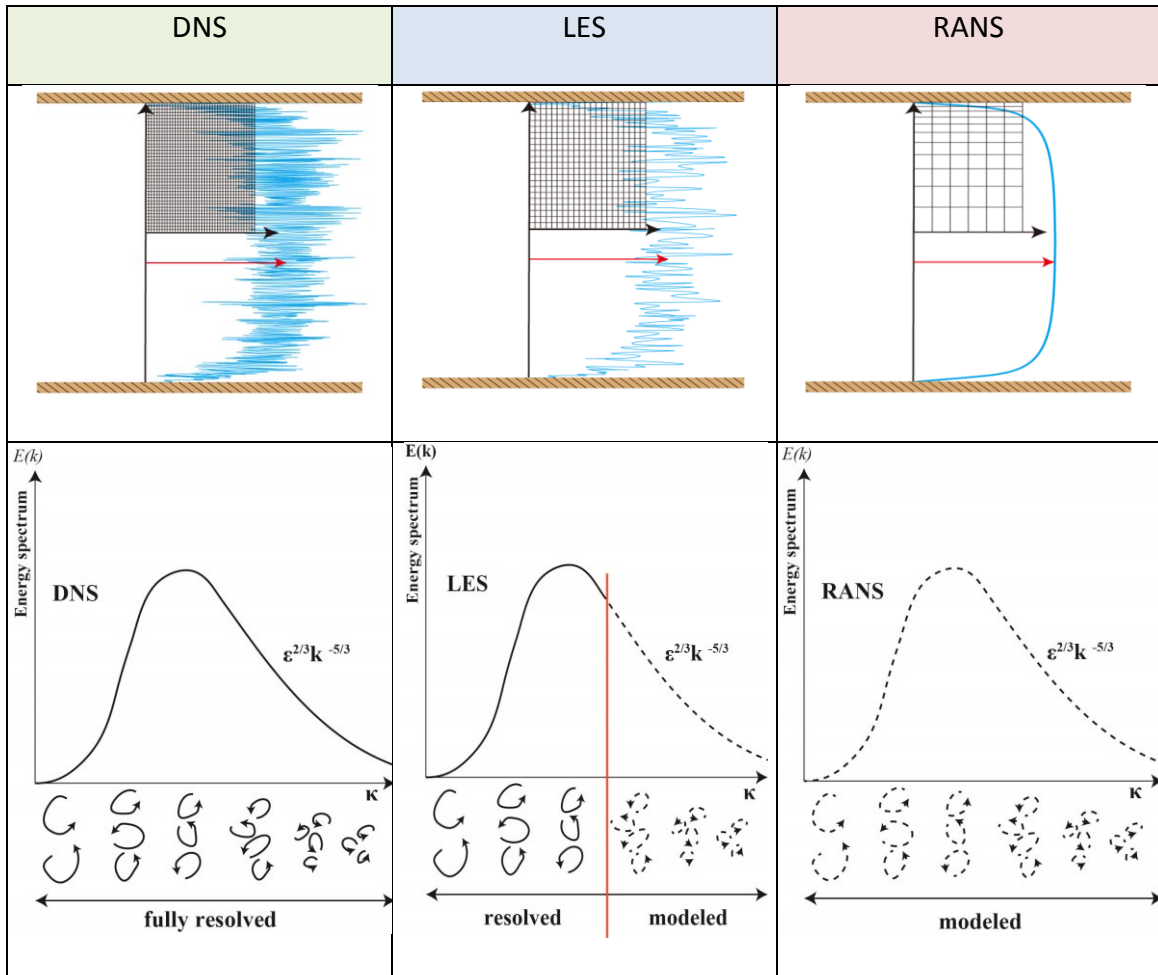 DNS
LES
RANS
E(k)
Energy spectrum
DNS
ε2/3k -5/3
κ
fully resolved
E(k)
Energy spectrum
LES
ε2/3k -5/3
κ
resolved
modeled
E(k)
Energy spectrum
RANS
ε2/3k -5/3
κ
modeled